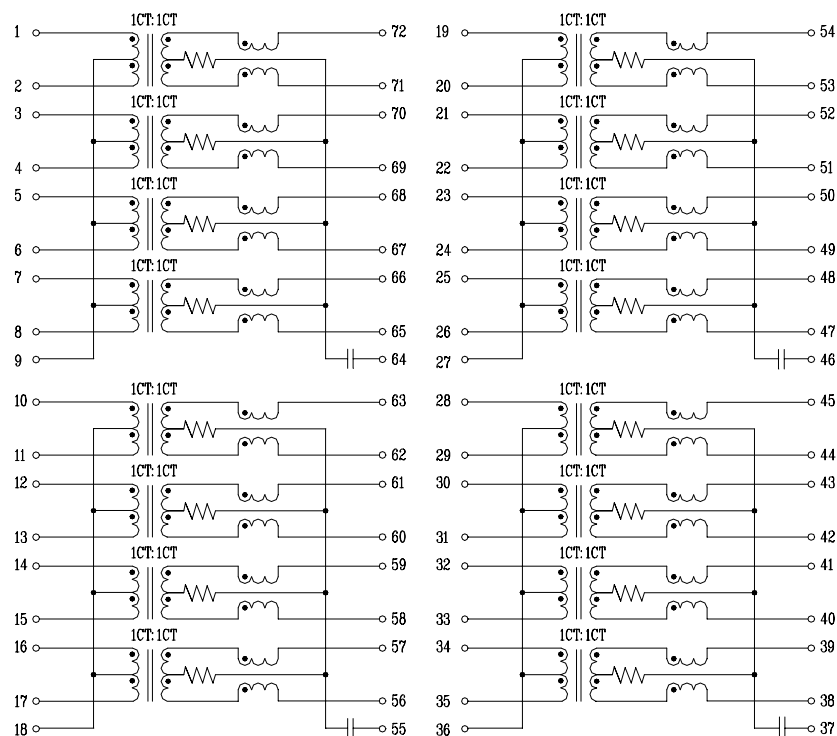 1CT:1CT 1CT:1CT
1 72 19 54
2 71 20 53
1CT:1CT 1CT:1CT
3 70 21 52
4 69 22 51
1CT:1CT 1CT:1CT
5 68 23 50
6 67 24 49
1CT:1CT 1CT:1CT
7 66 25 48
8 65 26 47
9 64 27 46
1CT:1CT 1CT:1CT
10 63 28 45
11 62 29 44
1CT:1CT 1CT:1CT
12 61 30 43
13 60 31 42
1CT:1CT 1CT:1CT
14 59 32 41
15 58 33 40
1CT:1CT 1CT:1CT
16 57 34 39
17 56 35 38
18 55 36 37